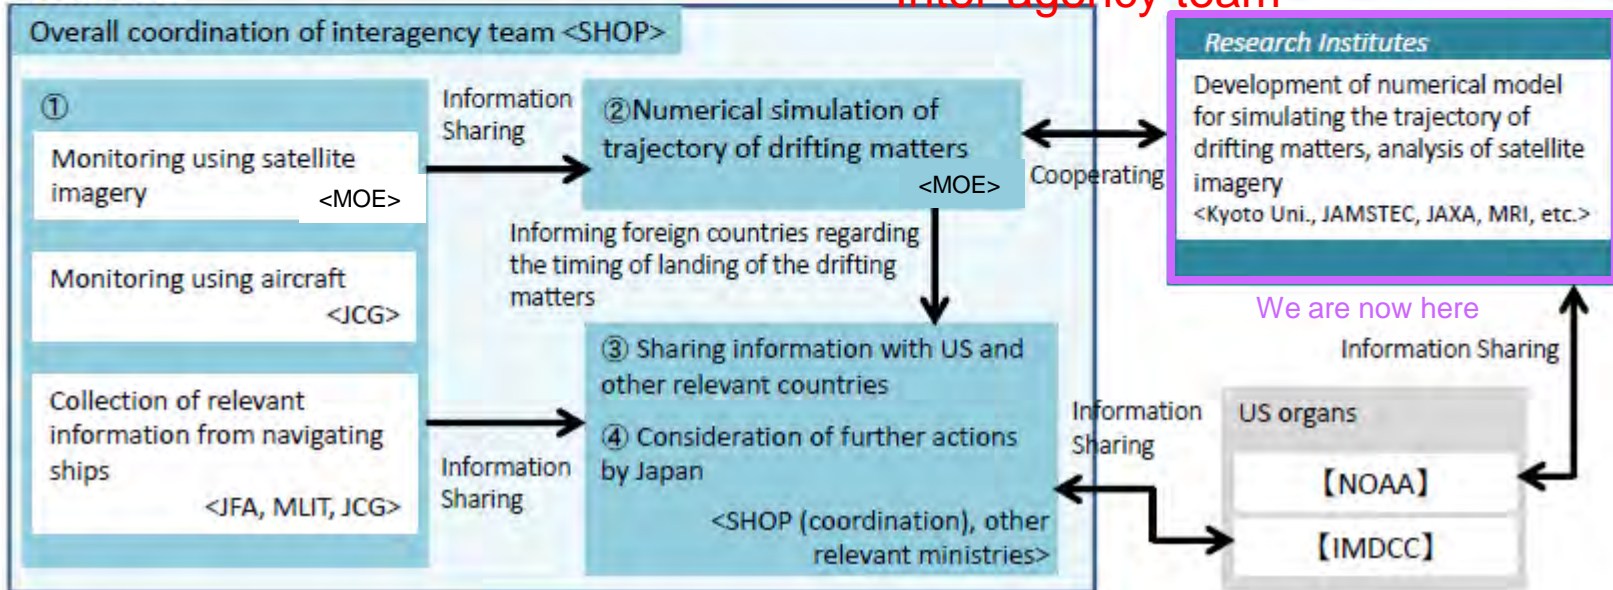 Inter-agency team
Overall coordination of interagency team <SHOP>
①
Monitoring using satellite
imagery
<MOE>
Monitoring using aircraft
<JCG>
Collection of relevant
information from navigating
ships
<JFA, MLIT, JCG>
Information
Sharing
Information
Sharing
②Numerical simulation of
trajectory of drifting matters
<MOE>
Informing foreign countries regarding
the timing of landing of the drifting
matters
③ Sharing information with US and
other relevant countries
④ Consideration of further actions
by Japan
<SHOP (coordination), other
relevant ministries>
Cooperating
Research Institutes
Development of numerical model
for simulating the trajectory of
drifting matters, analysis of satellite
imagery
<Kyoto Uni., JAMSTEC, JAXA, MRI, etc.>
We are now here
Information Sharing
Information
Sharing
US organs
【NOAA】
【IMDCC】